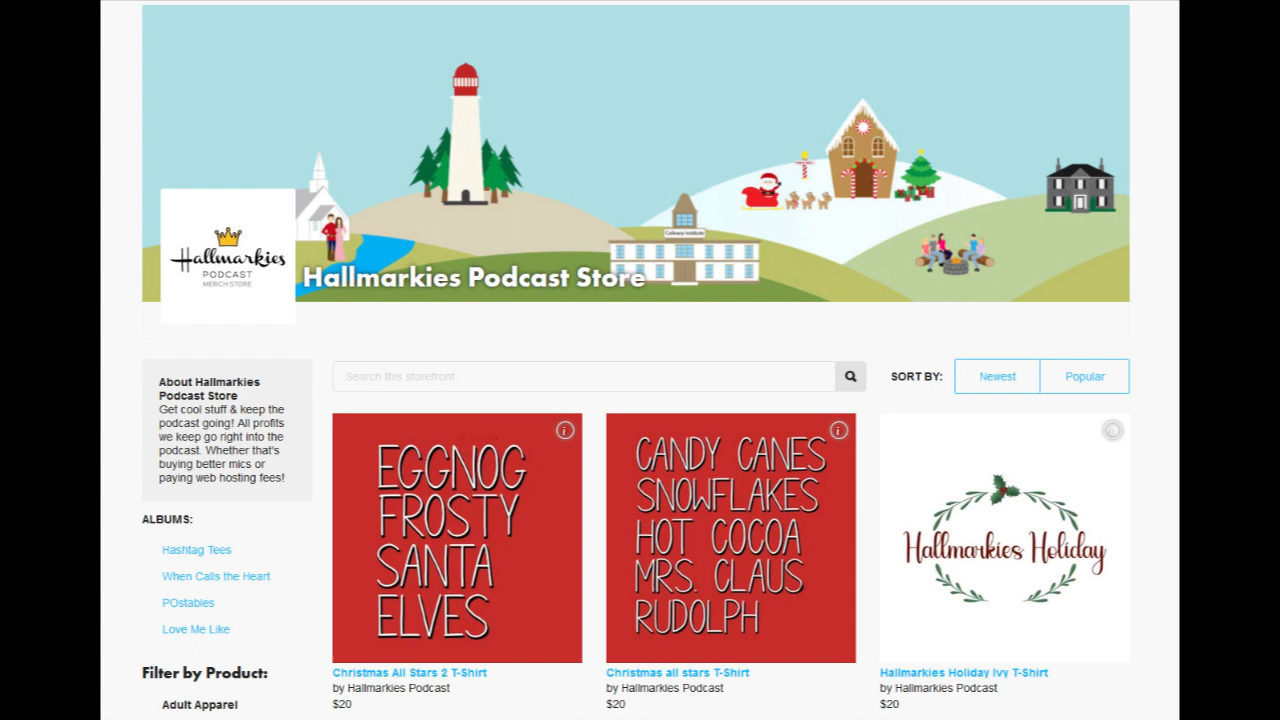 Culinary Institute
Hallmarkies
PODCAST
MERCH STORE
Hallmarkies Podcast Store
About Hallmarkies
Podcast Store
Get cool stuff & keep the
podcast going! All profits
we keep go right into the
podcast. Whether that's
buying better mics or
paying web hosting fees!
ALBUMS:
Hashtag Tees
When Calls the Heart
POstables
Love Me Like
Filter by Product:
Adult Apparel
Search this storefront
SORT BY:
Newest
Popular
EGGNOG
FROSTY
SANTA
ELVES
Christmas All Stars 2 T-Shirt
by Hallmarkies Podcast
$20
CANDY CANES
SNOWFLAKES
HOT COCOA
MRS. CLAUS
RUDOLPH
Christmas all stars T-Shirt
by Hallmarkies Podcast
$20
Hallmarkies Holiday
Hallmarkies Holiday Ivy T-Shirt
by Hallmarkies Podcast
$20